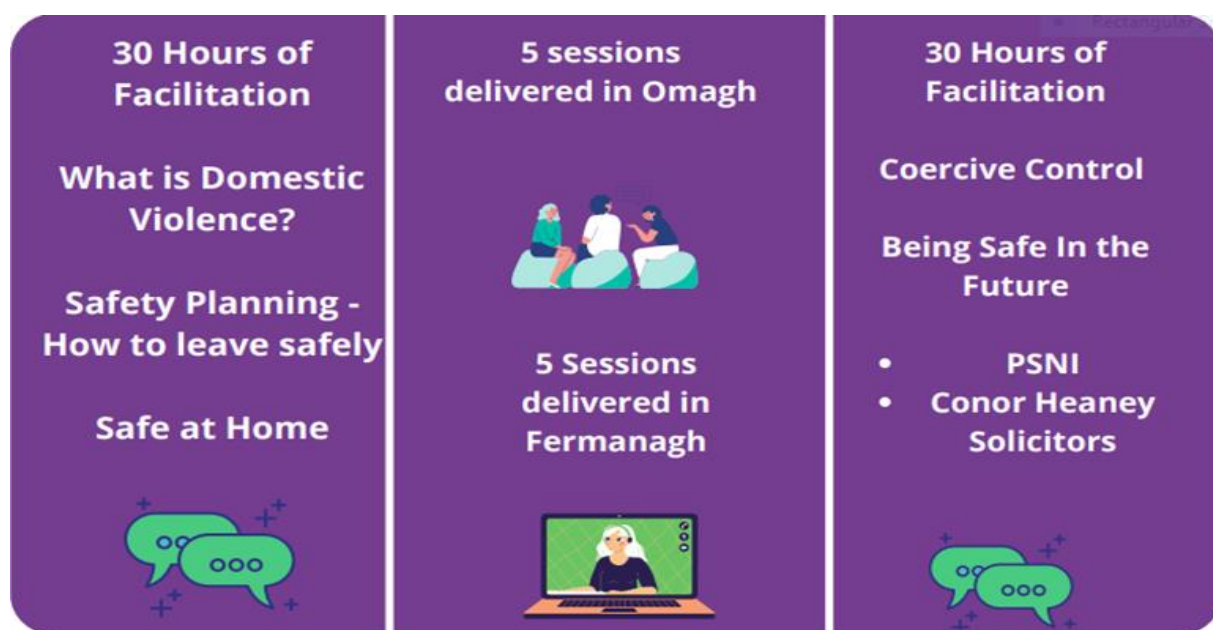 30 Hours of
Facilitation
What is Domestic
Violence?
Safety Planning -
How to leave safely
Safe at Home
5 sessions
delivered in Omagh
5 Sessions
delivered in
Fermanagh
Rectangular
30 Hours of
Facilitation
Coercive Control
Being Safe In the
Future
• PSNI
• Conor Heaney
Solicitors